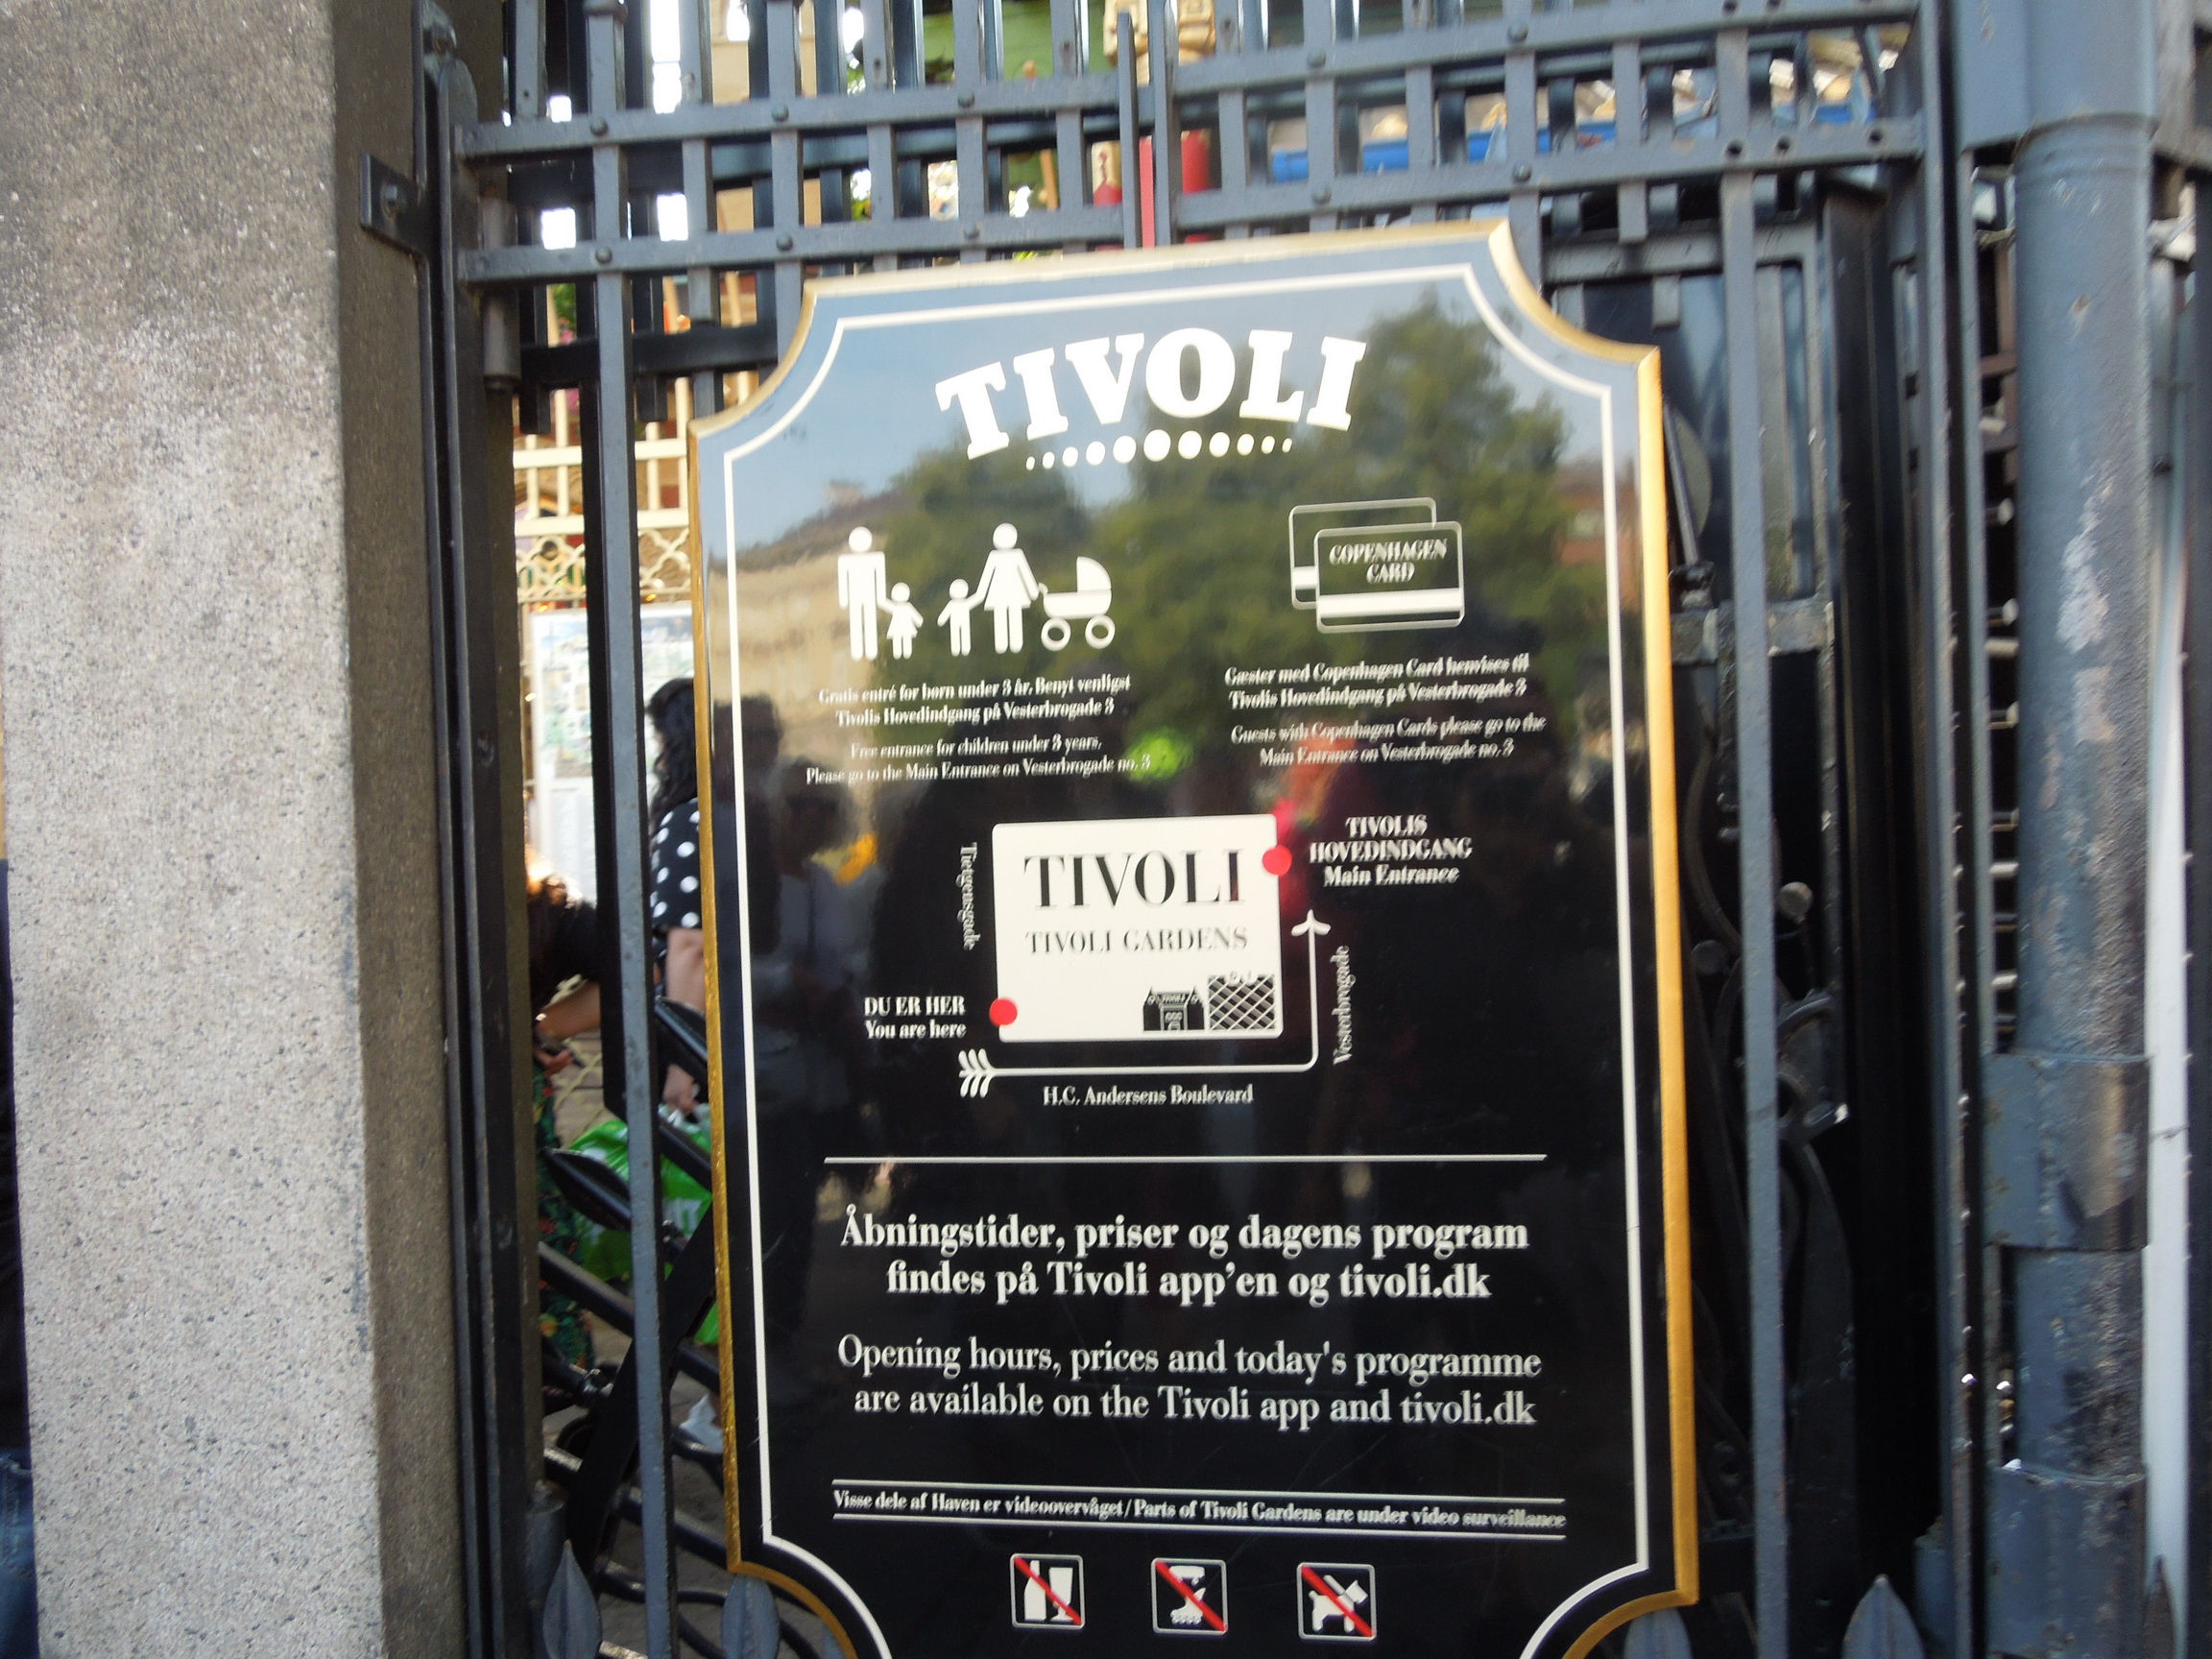 TIVOLI
COPENHAGEN
CARD
Gratis entré for børn under 3 år. Benyt venligst
Tivolis Hovedindgang på Vesterbrogade 3
Free entrance for children under 3 years.
Please go to the Main Entrance on Vesterbrogade no. 3
Gæster med Copenhagen Card henvises til
Tivolis Hovedindgang på Vesterbrogade 3
Guests with Copenhagen Cards please go to the
Main Entrance on Vesterbrogade no. 3
Tietgensgade
TIVOLI
TIVOLI GARDENS
TIVOLIS
HOVEDINDGANG
Main Entrance
DU ER HER
You are here
Vesterbrogade
H.C. Andersens Boulevard
Åbningstider, priser og dagens program
findes på Tivoli app'en og tivoli.dk
Opening hours, prices and today's programme
are available on the Tivoli app and tivoli.dk
Visse dele af Haven er videoovervåget / Parts of Tivoli Gardens are under video surveillance